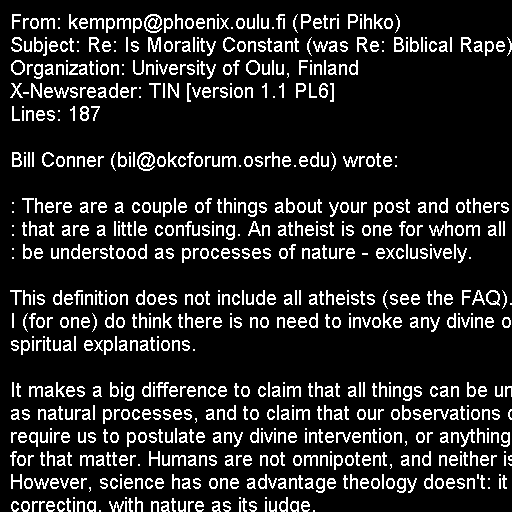 From: kempmp@phoenix.oulu.fi (Petri Pihko)
Subject: Re: Is Morality Constant (was Re: Biblical Rape)
Organization: University of Oulu, Finland
X-Newsreader: TIN [version 1.1 PL6]
Lines: 187

Bill Conner (bil@okcforum.osrhe.edu) wrote:

: There are a couple of things about your post and others
: that are a little confusing. An atheist is one for whom all
: be understood as processes of nature - exclusively.

This definition does not include all atheists (see the FAQ).
I (for one) do think there is no need to invoke any divine o
spiritual explanations.

It makes a big difference to claim that all things can be un
as natural processes, and to claim that our observations
require us to postulate any divine intervention, or anything
for that matter. Humans are not omnipotent, and neither is
However, science has one advantage theology doesn't: it
correcting, with nature as its judge.